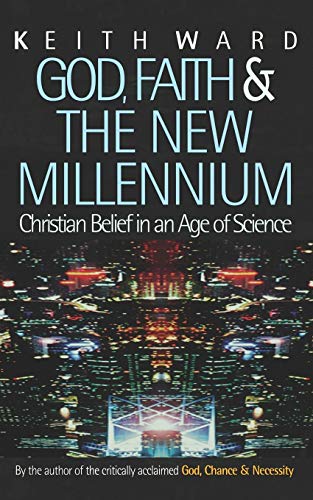 KEITH WARD
GOD, FAITH &
THE NEW
MILLENNIUM
Christian Belief in an Age of Science
By the author of the critically acclaimed God, Chance & Necessity